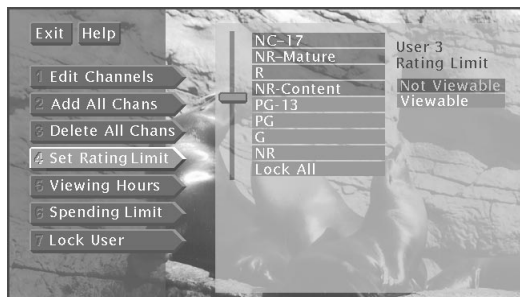 Exit Help
1 Edit Channels
2 Add All Chans
3 Delete All Chans
4 Set Rating Limit
5 Viewing Hours
6 Spending Limit
7 Lock User
NC-17
NR-Mature
R
NR-Content
PG-13
PG
G
NR
Lock All
User 3
Rating Limit
Not Viewable
Viewable